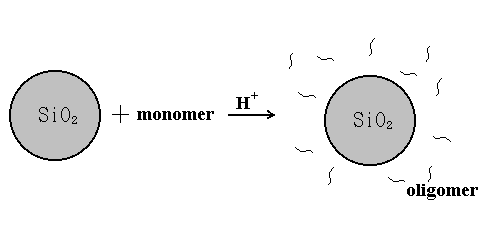 SiO₂ + monomer
H⁺
SiO₂
oligomer